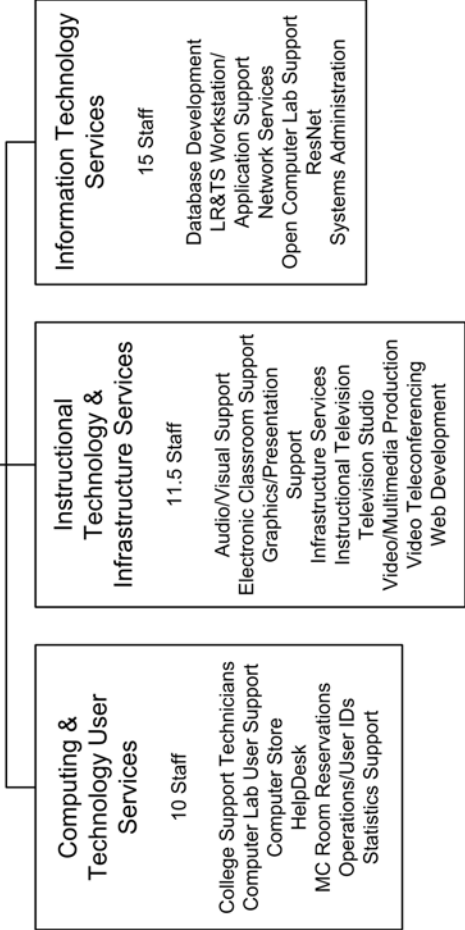 Computing &
Technology User
Services
10 Staff
College Support Technicians
Computer Lab User Support
Computer Store
HelpDesk
MC Room Reservations
Operations/User IDs
Statistics Support
Instructional
Technology &
Infrastructure Services
11.5 Staff
Audio/Visual Support
Electronic Classroom Support
Graphics/Presentation
Support
Infrastructure Services
Instructional Television
Television Studio
Video/Multimedia Production
Video Teleconferencing
Web Development
Information Technology
Services
15 Staff
Database Development
LR&TS Workstation/
Application Support
Network Services
Open Computer Lab Support
ResNet
Systems Administration